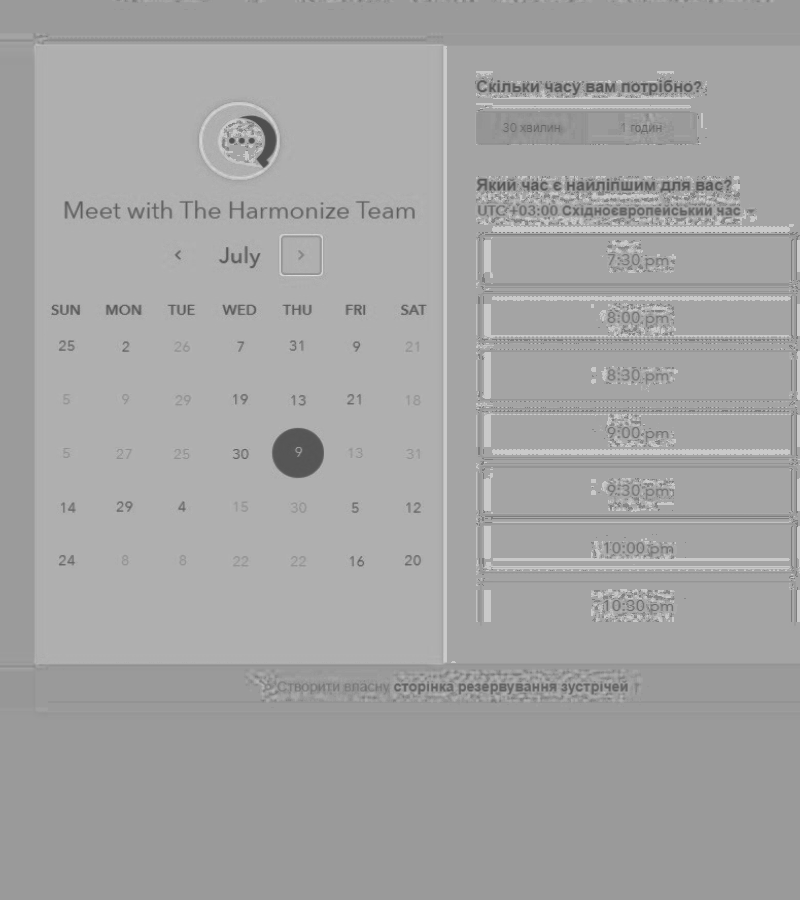 Meet with The Harmonize Team
July
SUN MON TUE WED THU FRI SAT
25 2 26 7 31 9 21
5 9 29 19 13 21 18
5 27 25 30 9 13 31
14 29 4 15 30 5 12
24 8 8 22 22 16 20
Скільки часу вам потрібно?
30 хвилин 1 годин
Який час є найліпшим для вас?
UTC +03:00 Східноєвропейський час
7:30 pm
8:00 pm
8:30 pm
9:00 pm
9:30 pm
10:00 pm
10:30 pm
Створити власну сторінка резервування зустрічей